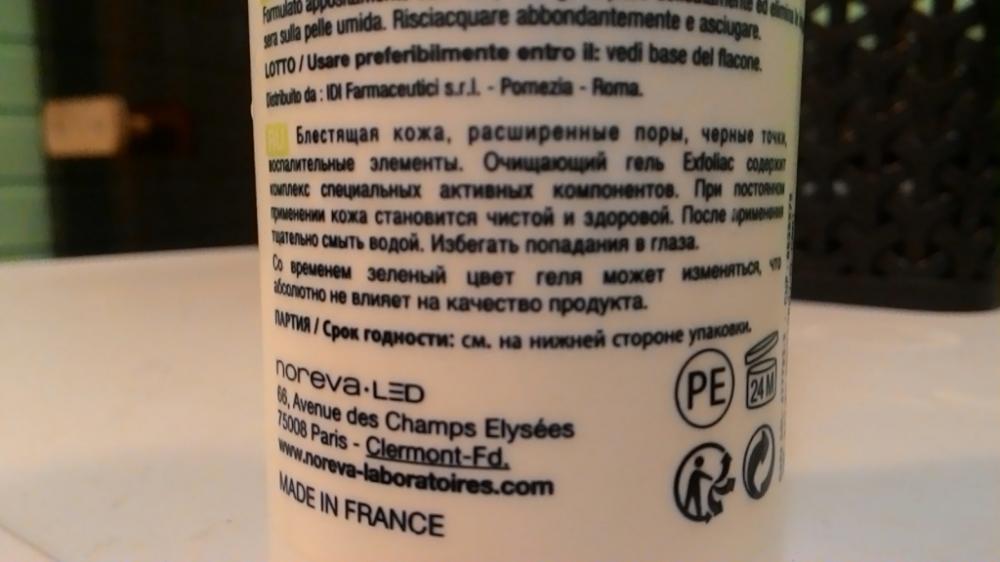 Formulato
sera sulla pelle umida. Risciacquare abbondantemente e asciugare.
LOTTO / Usare preferibilmente entro il: vedi base del flacone.
Distribuito da : IDI Farmaceutici s.r.l. - Pomezia - Roma.
RU Блестящая кожа, расширенные поры, черные точки,
воспалительные элементы. Очищающий гель Exfoliac содержит
комплекс специальных активных компонентов. При постоянном
применении кожа становится чистой и здоровой. После применения
тщательно смыть водой. Избегать попадания в глаза.
Со временем зеленый цвет геля может изменяться, что
абсолютно не влияет на качество продукта.
ПАРТИЯ / Срок годности: см. на нижней стороне упаковки.
noreva·LED
66, Avenue des Champs Elysées
75008 Paris - Clermont-Fd.
www.noreva-laboratoires.com
MADE IN FRANCE
PE
24 M